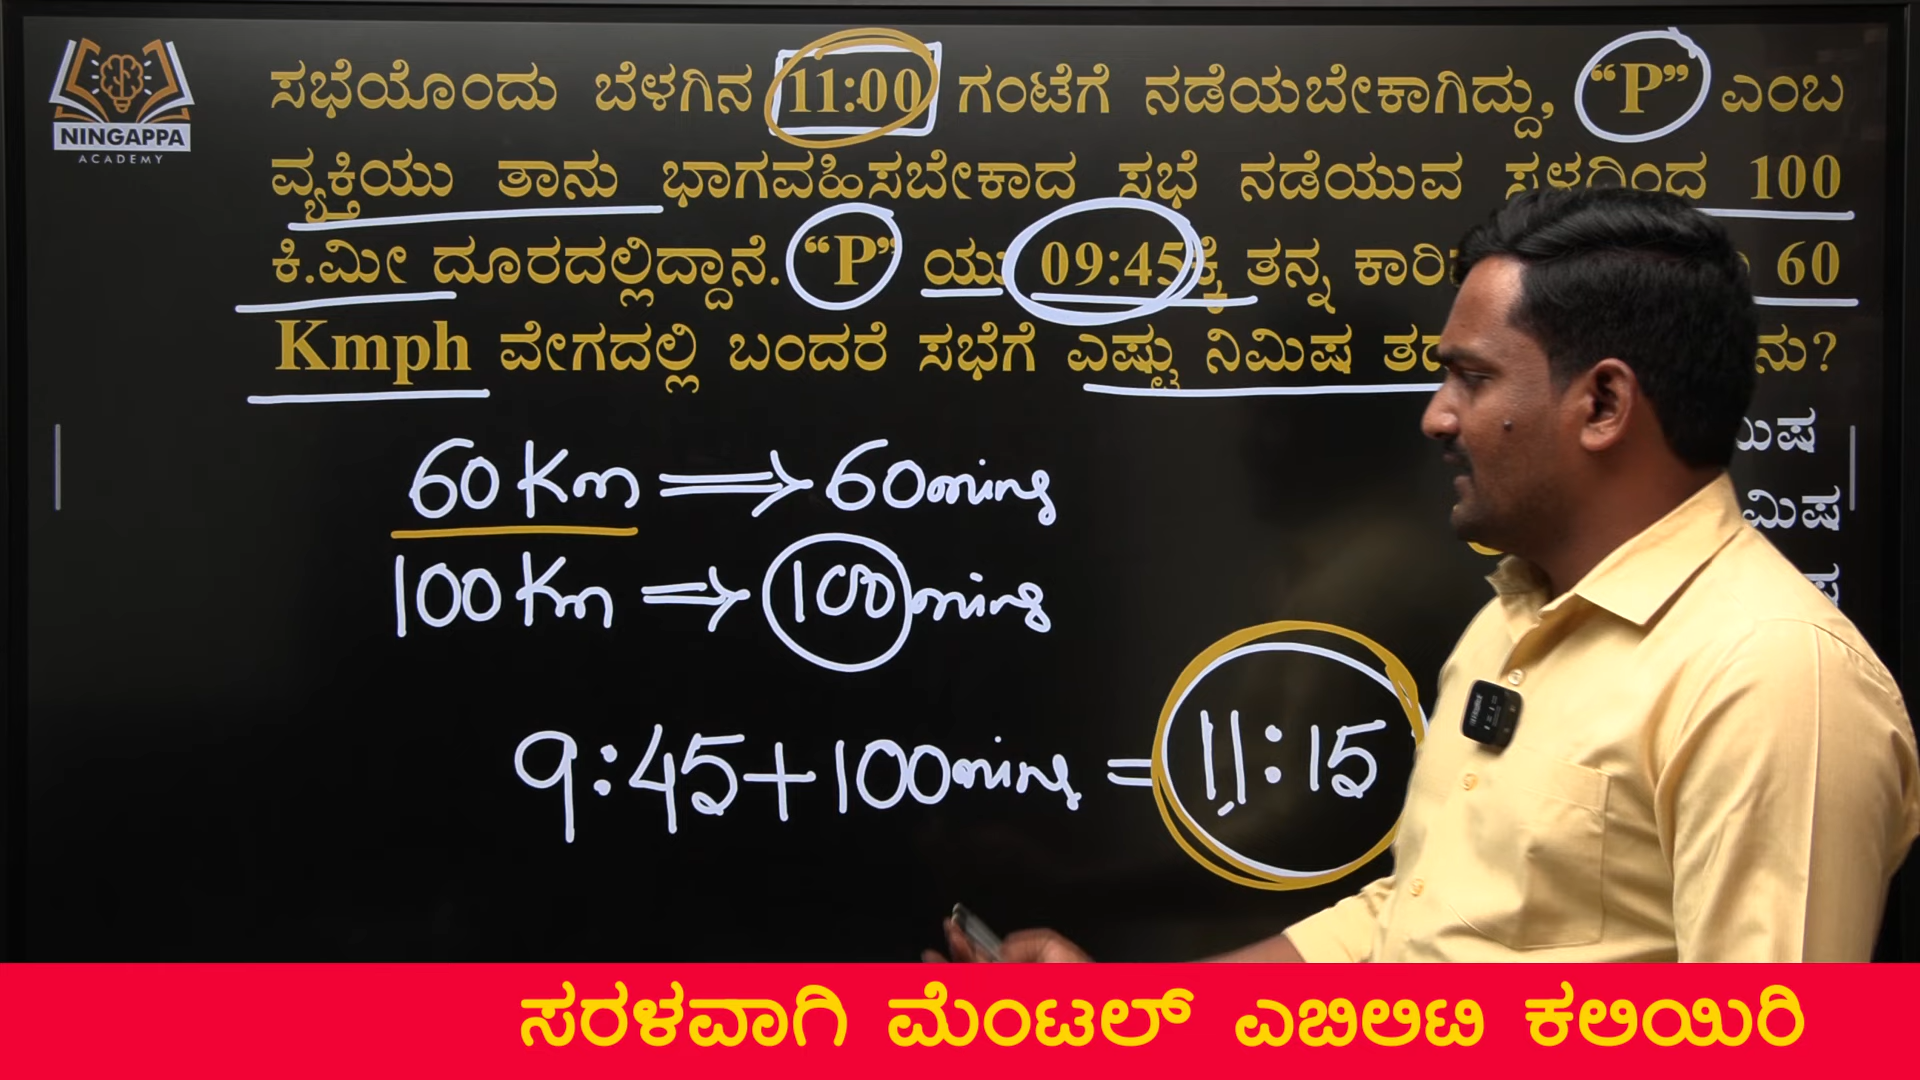 NINGAPPA
ACADEMY
ಸಭೆಯೊಂದು ಬೆಳಗಿನ 11:00 ಗಂಟೆಗೆ ನಡೆಯಬೇಕಾಗಿದ್ದು, “P” ಎಂಬ
ವ್ಯಕ್ತಿಯು ತಾನು ಭಾಗವಹಿಸಬೇಕಾದ ಸಭೆ ನಡೆಯುವ ಸ್ಥಳದಿಂದ 100
ಕಿ.ಮೀ ದೂರದಲ್ಲಿದ್ದಾನೆ. “P” ಯು 09:45ಕ್ಕೆ ತನ್ನ 60
Kmph ವೇಗದಲ್ಲಿ ಬಂದರೆ ಸಭೆಗೆ ಎಷ್ಟು ನಿಮಿಷ
60 Km ⇒ 60 mins
100 Km ⇒ 100 mins
9:45 + 100 mins = 11:15
ಸರಳವಾಗಿ ಮೆಂಟಲ್ ಎಬಿಲಿಟಿ ಕಲಿಯಿರಿ